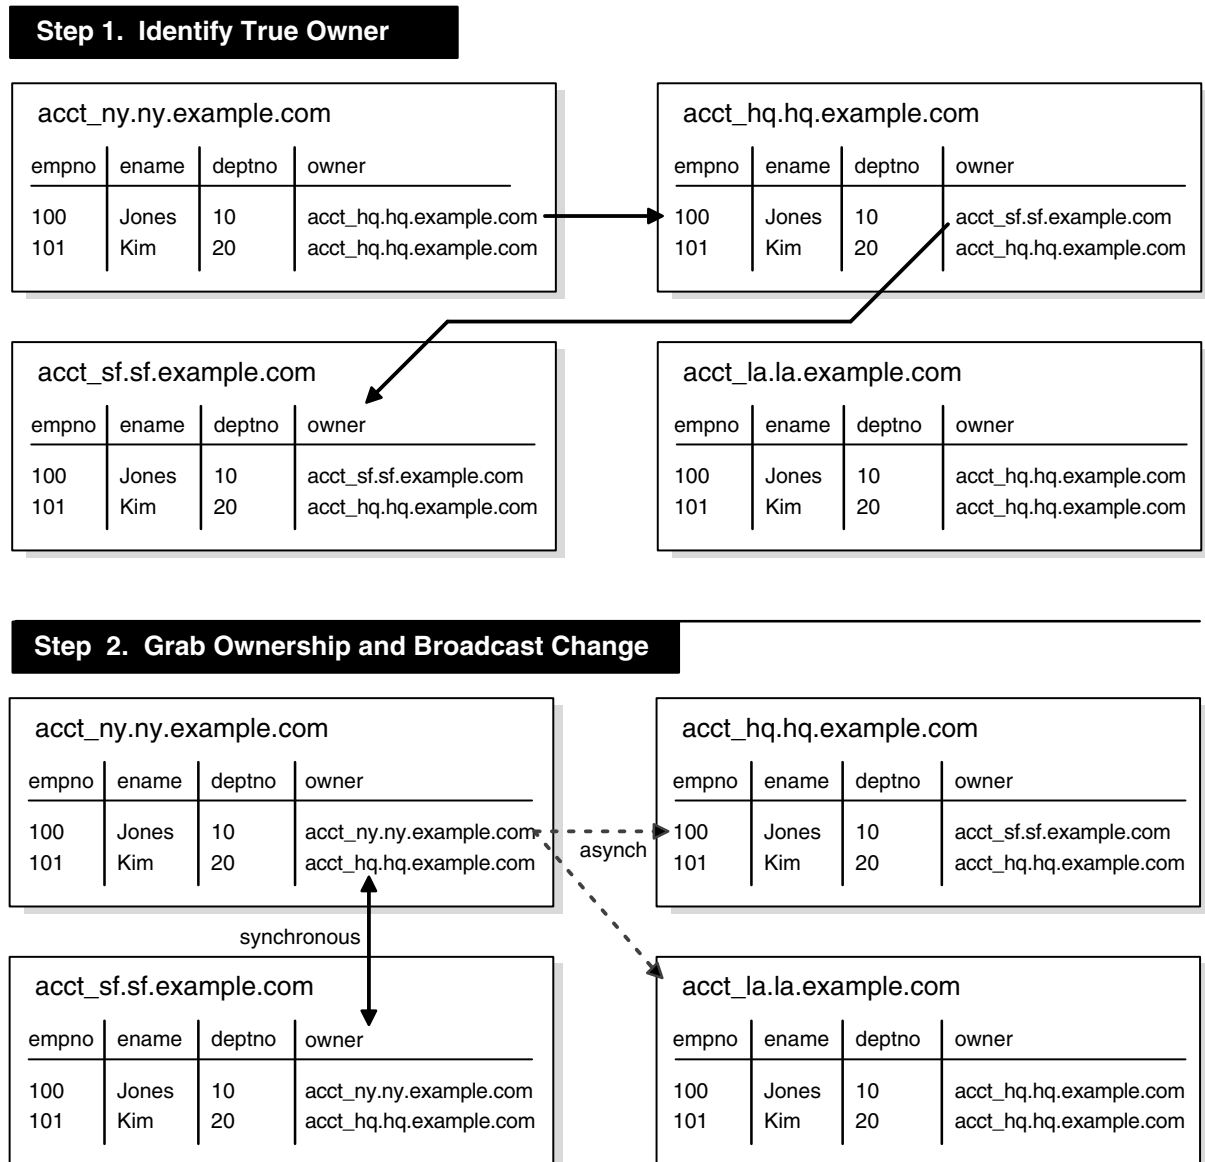 Step 1. Identify True Owner
acct_ny.ny.example.com
empno ename deptno owner
100 Jones 10 acct_hq.hq.example.com
101 Kim 20 acct_hq.hq.example.com
acct_hq.hq.example.com
empno ename deptno owner
100 Jones 10 acct_sf.sf.example.com
101 Kim 20 acct_hq.hq.example.com
acct_sf.sf.example.com
empno ename deptno owner
100 Jones 10 acct_sf.sf.example.com
101 Kim 20 acct_hq.hq.example.com
acct_la.la.example.com
empno ename deptno owner
100 Jones 10 acct_hq.hq.example.com
101 Kim 20 acct_hq.hq.example.com
Step 2. Grab Ownership and Broadcast Change
acct_ny.ny.example.com
empno ename deptno owner
100 Jones 10 acct_ny.ny.example.com
101 Kim 20 acct_hq.hq.example.com
asynch
acct_hq.hq.example.com
empno ename deptno owner
100 Jones 10 acct_sf.sf.example.com
101 Kim 20 acct_hq.hq.example.com
synchronous
acct_sf.sf.example.com
empno ename deptno owner
100 Jones 10 acct_ny.ny.example.com
101 Kim 20 acct_hq.hq.example.com
acct_la.la.example.com
empno ename deptno owner
100 Jones 10 acct_hq.hq.example.com
101 Kim 20 acct_hq.hq.example.com